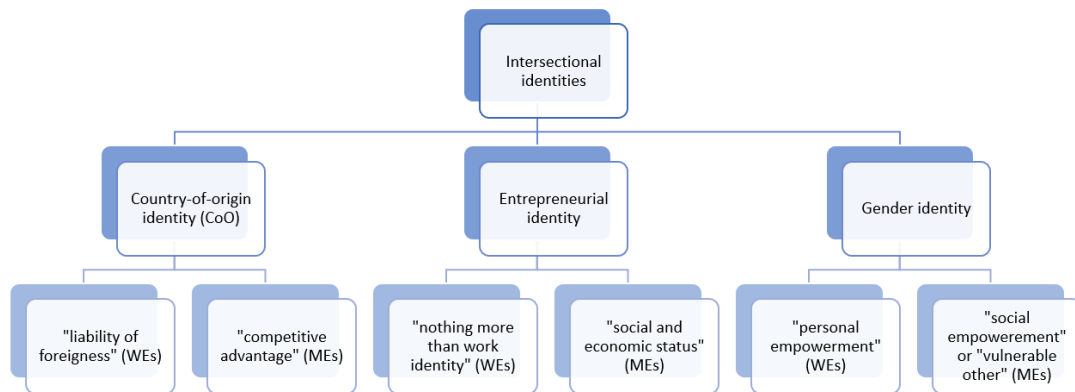 Intersectional
identities
Country-of-origin
identity (CoO)
Entrepreneurial
identity
Gender identity
"liability of
foreigness" (WEs)
"competitive
advantage" (MEs)
"nothing more
than work
identity" (WEs)
"social and
economic status"
(MEs)
"personal
empowerment"
(WEs)
"social
empowerement"
or "vulnerable
other" (MEs)